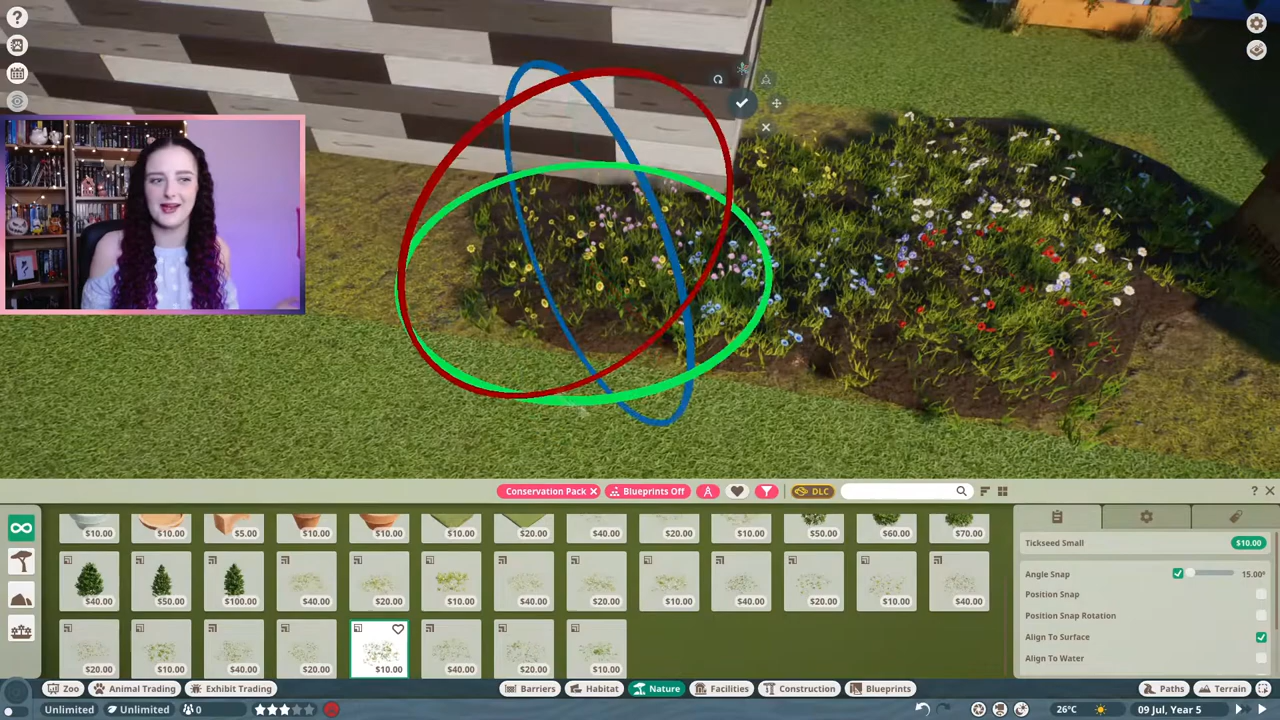 Conservation Pack ✕ Blueprints Off DLC
$10.00 $10.00 $5.00 $10.00 $10.00 $10.00 $20.00 $40.00 $20.00 $10.00 $50.00 $60.00 $70.00
$40.00 $50.00 $100.00 $40.00 $20.00 $10.00 $40.00 $20.00 $10.00 $40.00 $20.00 $10.00 $40.00
$20.00 $10.00 $40.00 $20.00 $10.00 $40.00 $20.00 $10.00
Tickseed Small $10.00
Angle Snap 15.00°
Position Snap
Position Snap Rotation
Align To Surface
Align To Water
Zoo Animal Trading Exhibit Trading Barriers Habitat Nature Facilities Construction Blueprints Paths Terrain
Unlimited Unlimited 0 26°C 09 Jul, Year 5